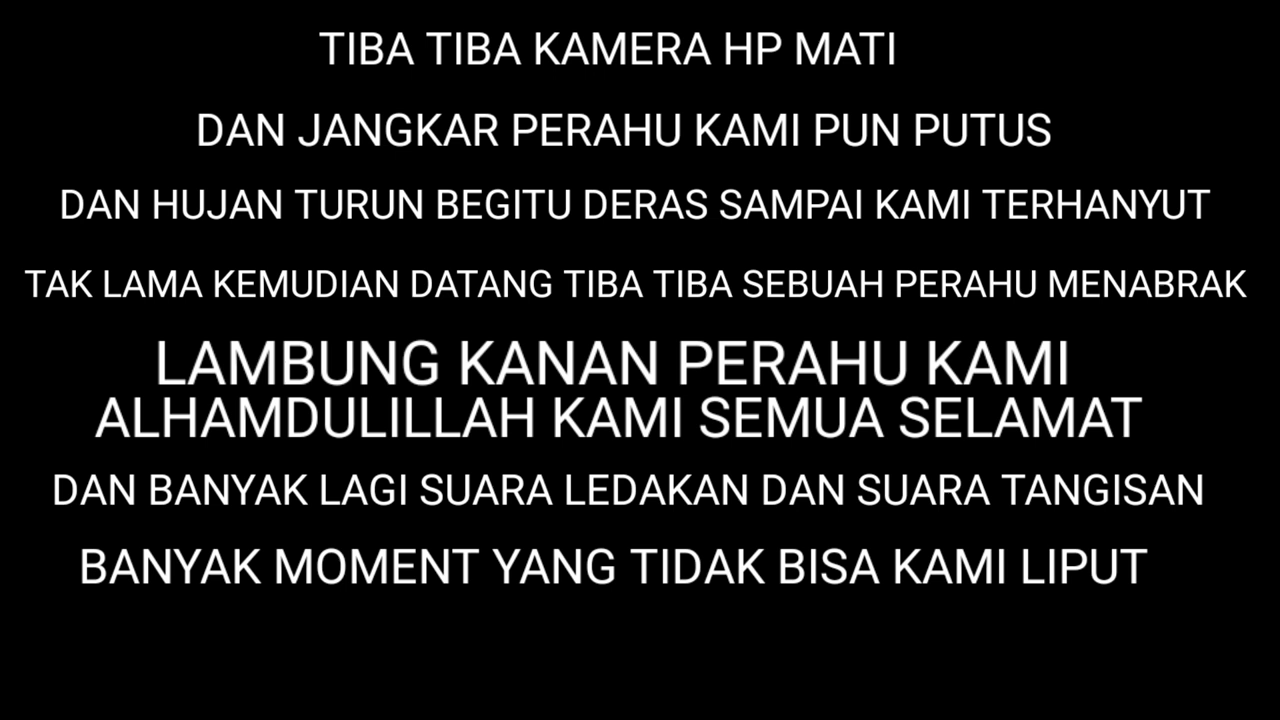 TIBA TIBA KAMERA HP MATI
DAN JANGKAR PERAHU KAMI PUN PUTUS
DAN HUJAN TURUN BEGITU DERAS SAMPAI KAMI TERHANYUT
TAK LAMA KEMUDIAN DATANG TIBA TIBA SEBUAH PERAHU MENABRAK
LAMBUNG KANAN PERAHU KAMI
ALHAMDULILLAH KAMI SEMUA SELAMAT
DAN BANYAK LAGI SUARA LEDAKAN DAN SUARA TANGISAN
BANYAK MOMENT YANG TIDAK BISA KAMI LIPUT